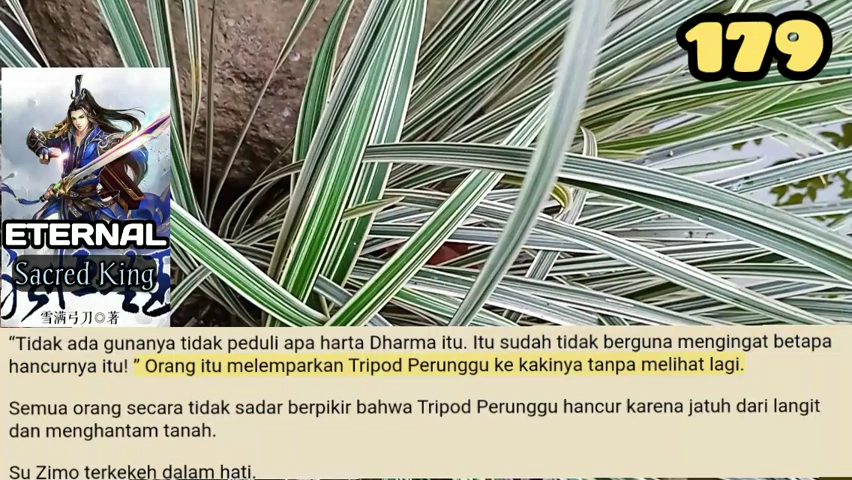 179
ETERNAL
Sacred King
雪满弓刀◎著
“Tidak ada gunanya tidak peduli apa harta Dharma itu. Itu sudah tidak berguna mengingat betapa
hancurnya itu! ” Orang itu melemparkan Tripod Perunggu ke kakinya tanpa melihat lagi.
Semua orang secara tidak sadar berpikir bahwa Tripod Perunggu hancur karena jatuh dari langit
dan menghantam tanah.
Su Zimo terkekeh dalam hati.